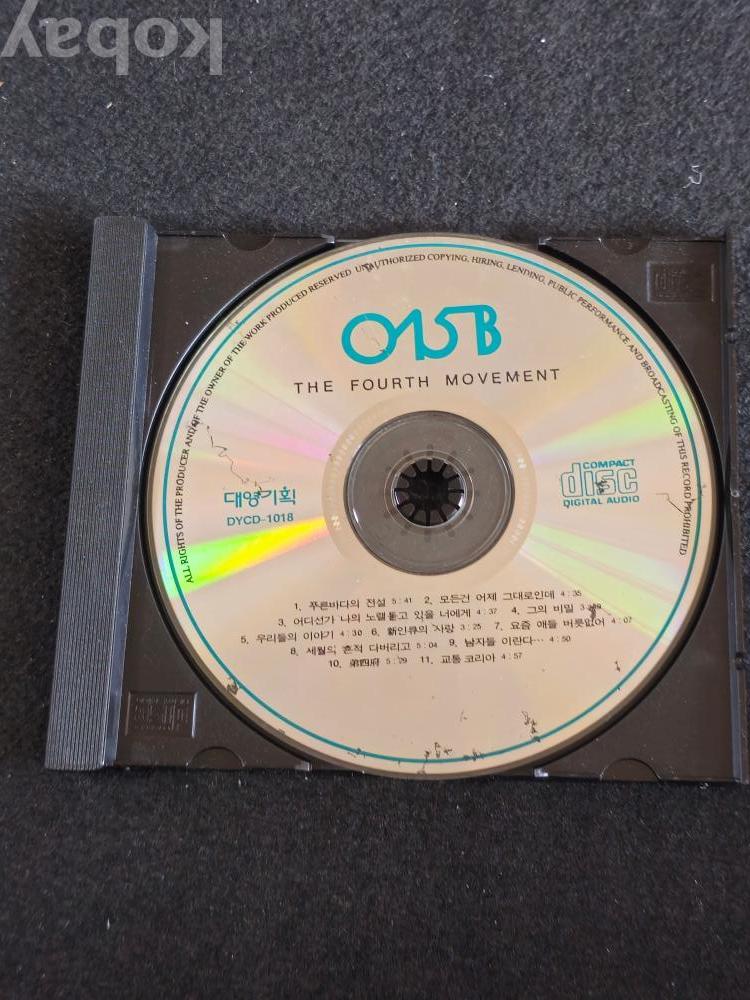 kobay
ALL RIGHTS OF THE PRODUCER AND/OF THE OWNER OF THE WORK PRODUCED RESERVED UNAUTHORIZED COPYING, HIRING, LENDING, PUBLIC PERFORMANCE AND BROADCASTING OF THIS RECORD PROHIBITED
015B
THE FOURTH MOVEMENT
대영기획
DYCD-1018
COMPACT
disc
DIGITAL AUDIO
1. 푸른바다의 전설 5:41 2. 모든건 어제 그대로인데 4:35
3. 어디선가 나의 노랠 듣고 있을 너에게 4:37 4. 그의 비밀
5. 우리들의 이야기 4:30 6. 新인류의 사랑 3:25 7. 요즘 애들 버릇없어 4:07
8. 세월의 흔적 다버리고 5:04 9. 남자들 이란다… 4:50
10. 第四府 5:29 11. 교통 코리아 4:57